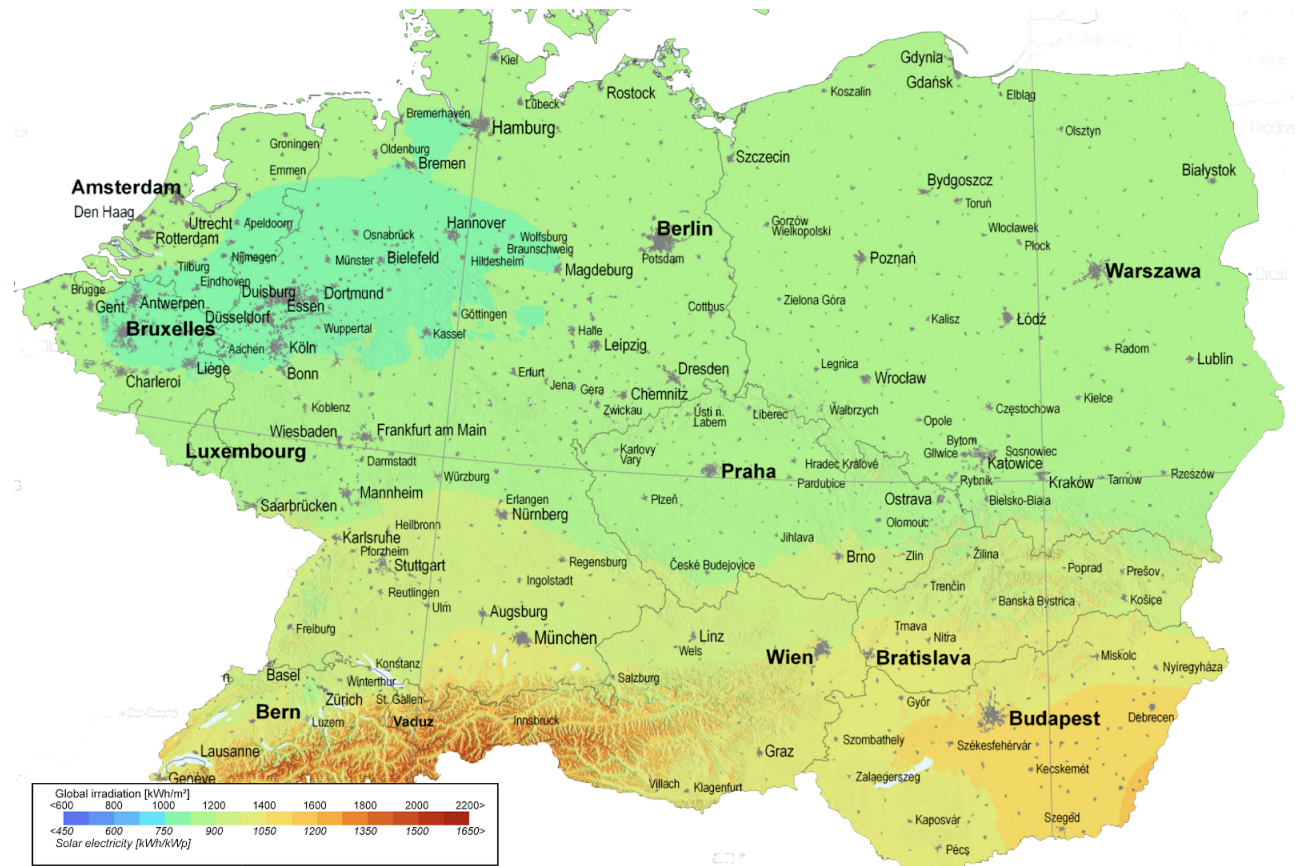 Kiel
Rostock
Lübeck
Bremerhaven
Hamburg
Gdynia
Gdańsk
Koszalin
Elbląg
Olsztyn
Groningen
Oldenburg
Bremen
Emmen
Szczecin
Białystok
Amsterdam
Den Haag
Utrecht
Apeldoorn
Rotterdam
Bydgoszcz
Toruń
Hannover
Osnabrück
Wolfsburg
Braunschweig
Berlin
Potsdam
Gorzów
Wielkopolski
Włocławek
Płock
Tilburg
Nijmegen
Münster
Bielefeld
Hildesheim
Magdeburg
Poznań
Warszawa
Brugge
Gent
Antwerpen
Eindhoven
Duisburg
Dortmund
Essen
Düsseldorf
Göttingen
Cottbus
Zielona Góra
Kalisz
Łódź
Bruxelles
Wuppertal
Kassel
Halle
Leipzig
Radom
Lublin
Aachen
Köln
Liège
Bonn
Charleroi
Erfurt
Jena
Gera
Dresden
Chemnitz
Legnica
Wrocław
Kielce
Koblenz
Zwickau
Ústi n.
Labem
Liberec
Wałbrzych
Częstochowa
Opole
Wiesbaden
Frankfurt am Main
Luxembourg
Darmstadt
Karlovy
Vary
Bytom
Gliwice
Sosnowiec
Katowice
Praha
Hradec Králové
Pardubice
Rybnik
Kraków
Tarnów
Rzeszów
Würzburg
Mannheim
Saarbrücken
Erlangen
Nürnberg
Plzeň
Ostrava
Bielsko-Biala
Heilbronn
Karlsruhe
Pforzheim
Stuttgart
Olomouc
Jihlava
Brno
Zlín
Žilina
Regensburg
České Budejovice
Poprad
Prešov
Reutlingen
Ulm
Ingolstadt
Trenčin
Banská Bystrica
Košice
Augsburg
Freiburg
München
Linz
Wels
Wien
Trnava
Nitra
Bratislava
Miskolc
Nyiregyháza
Basel
Konstanz
Winterthur
Zürich
St. Gallen
Salzburg
Bern
Luzern
Vaduz
Innsbruck
Győr
Budapest
Debrecen
Lausanne
Genève
Graz
Szombathely
Székesfehérvár
Zalaegerszeg
Kecskemét
Villach
Klagenfurt
Kaposvár
Szeged
Pécs
Global irradiation [kWh/m²]
<600 800 1000 1200 1400 1600 1800 2000 2200>
<450 600 750 900 1050 1200 1350 1500 1650>
Solar electricity [kWh/kWp]